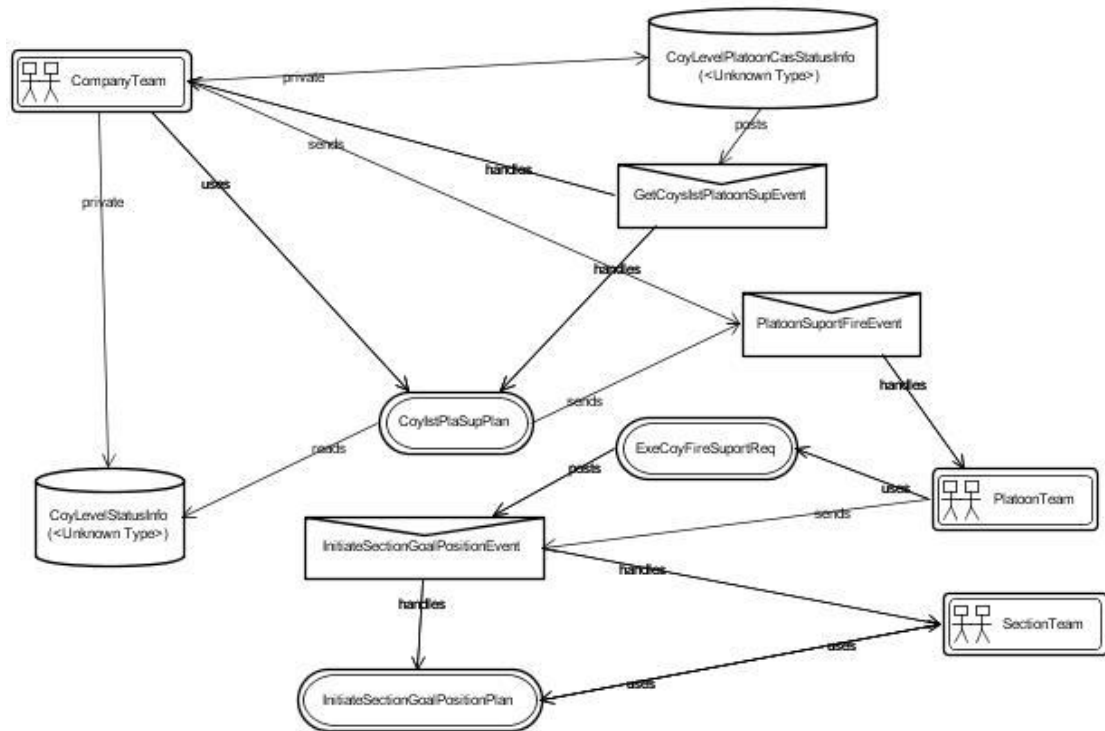 CoyLevelPlatoonCasStatusInfo
(<Unknown Type>)
CompanyTeam
private
posts
sends
handles
uses
GetCoysIstPlatoonSupEvent
private
handles
PlatoonSuportFireEvent
handles
CoyIstPlaSupPlan
sends
ExeCoyFireSuportReq
reads
posts
uses
PlatoonTeam
CoyLevelStatusInfo
(<Unknown Type>)
sends
InitiateSectionGoalPositionEvent
handles
handles
SectionTeam
uses
uses
InitiateSectionGoalPositionPlan